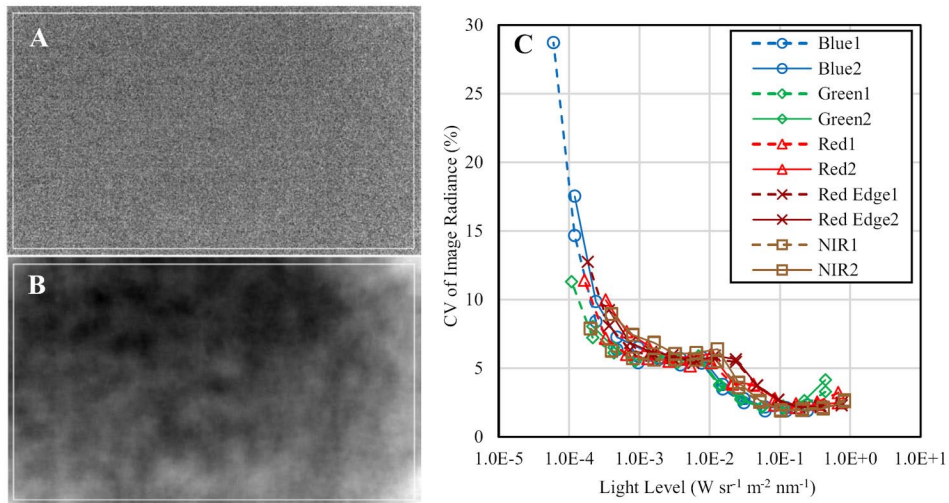 A
B
C
30
25
20
15
10
5
0
CV of Image Radiance (%)
1.0E-5 1.0E-4 1.0E-3 1.0E-2 1.0E-1 1.0E+0 1.0E+1
Light Level (W sr⁻¹ m⁻² nm⁻¹)
Blue1
Blue2
Green1
Green2
Red1
Red2
Red Edge1
Red Edge2
NIR1
NIR2